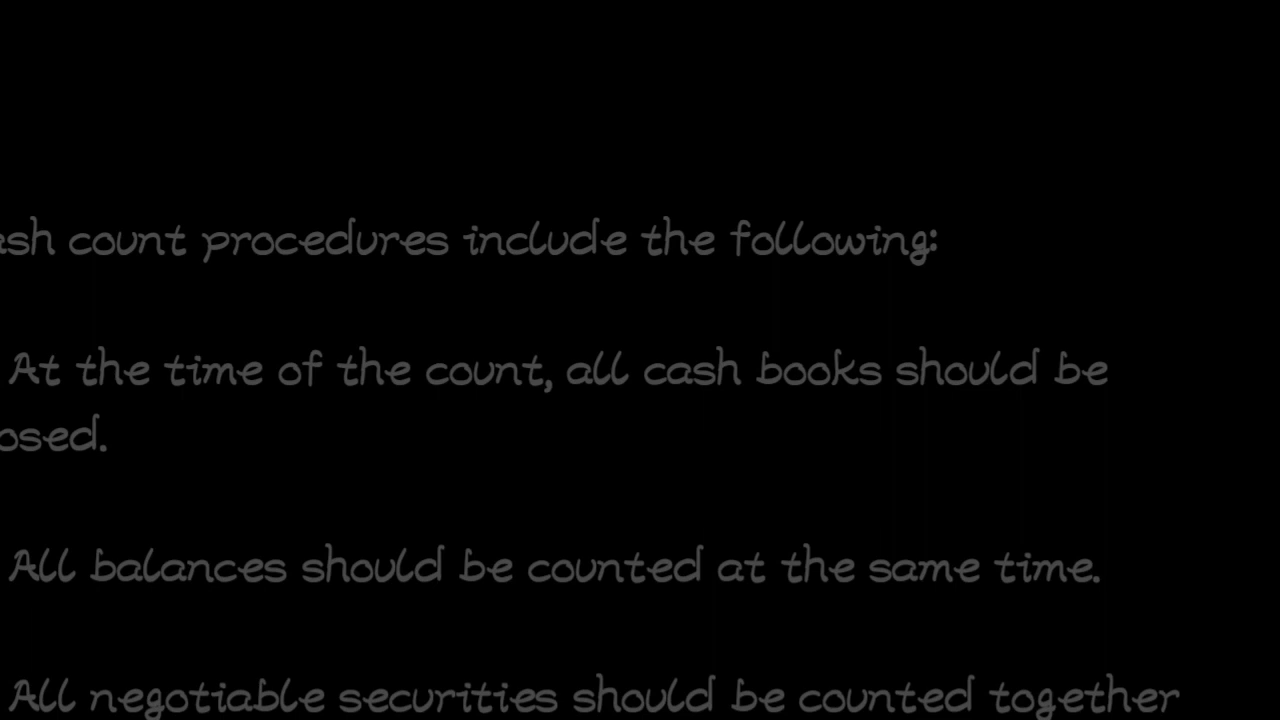 ash count procedures include the following:
At the time of the count, all cash books should be
osed.
All balances should be counted at the same time.
All negotiable securities should be counted together